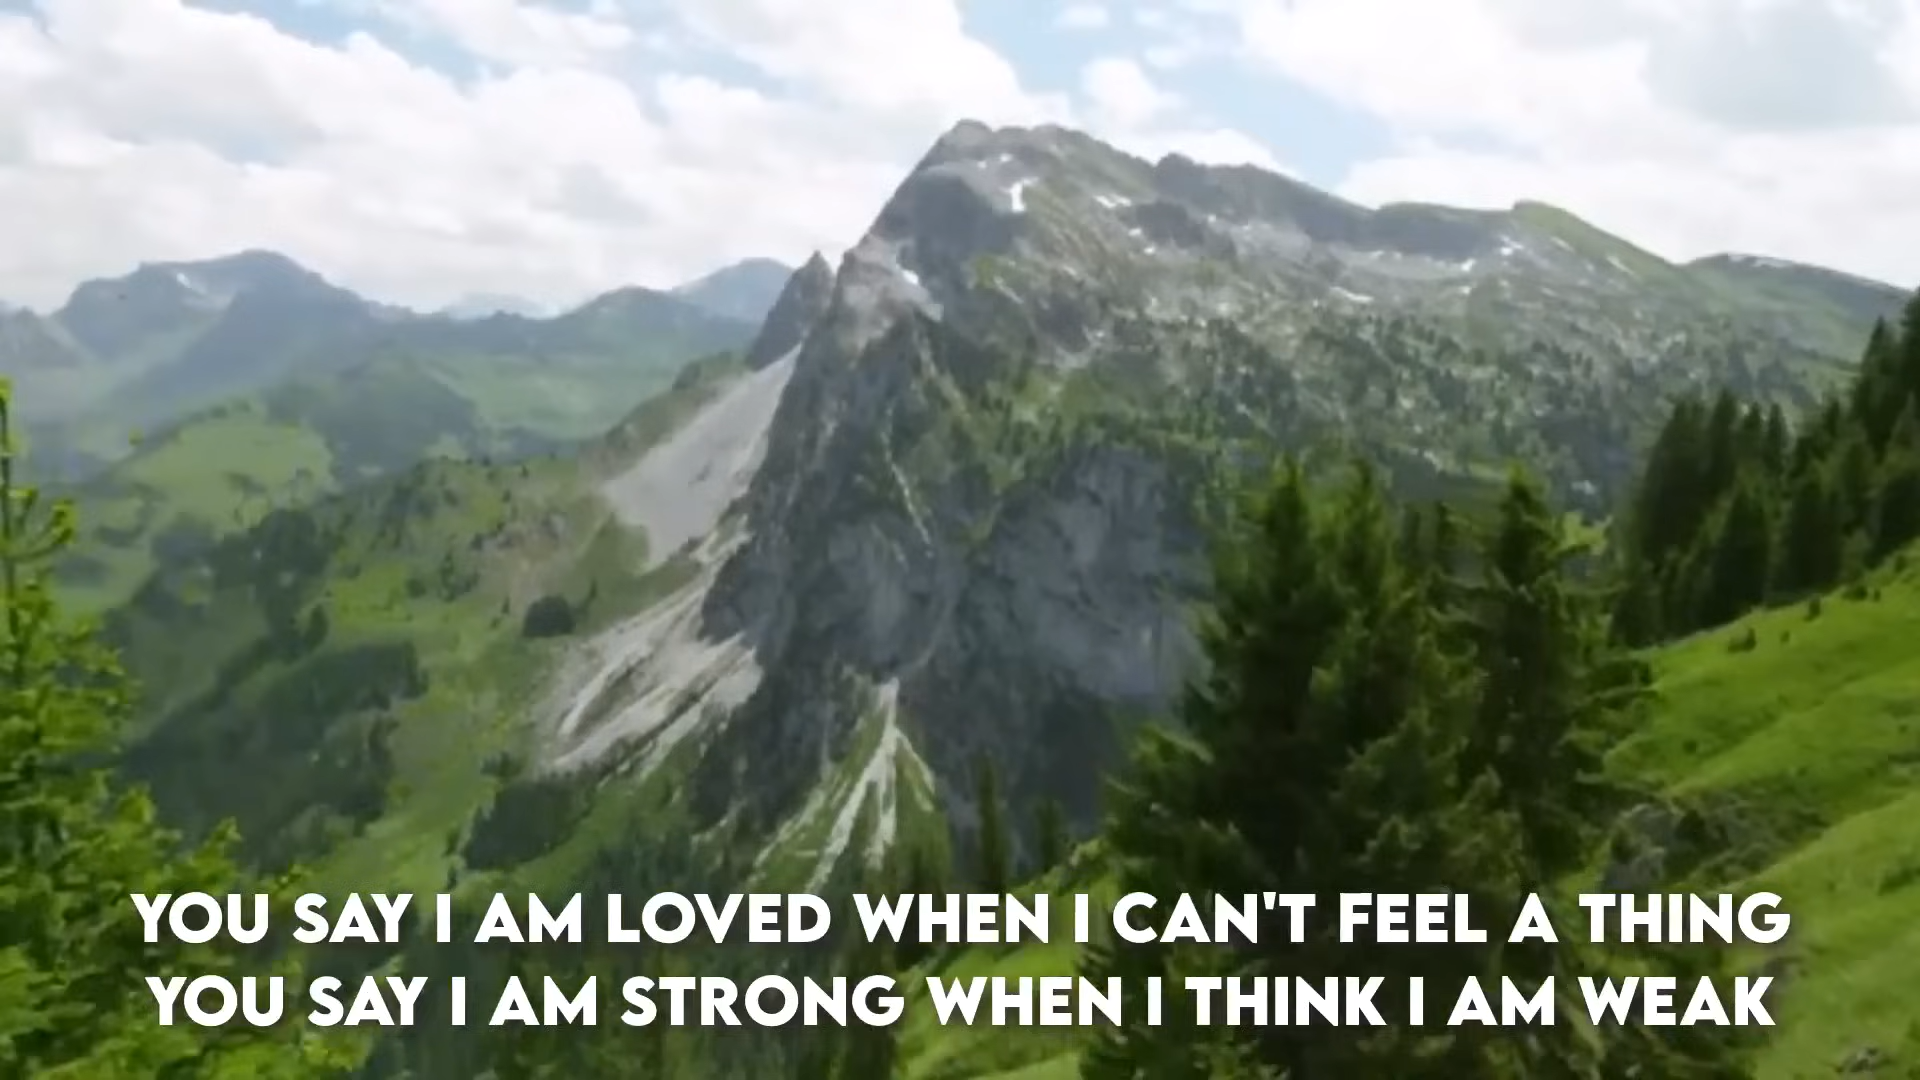 YOU SAY I AM LOVED WHEN I CAN'T FEEL A THING
YOU SAY I AM STRONG WHEN I THINK I AM WEAK